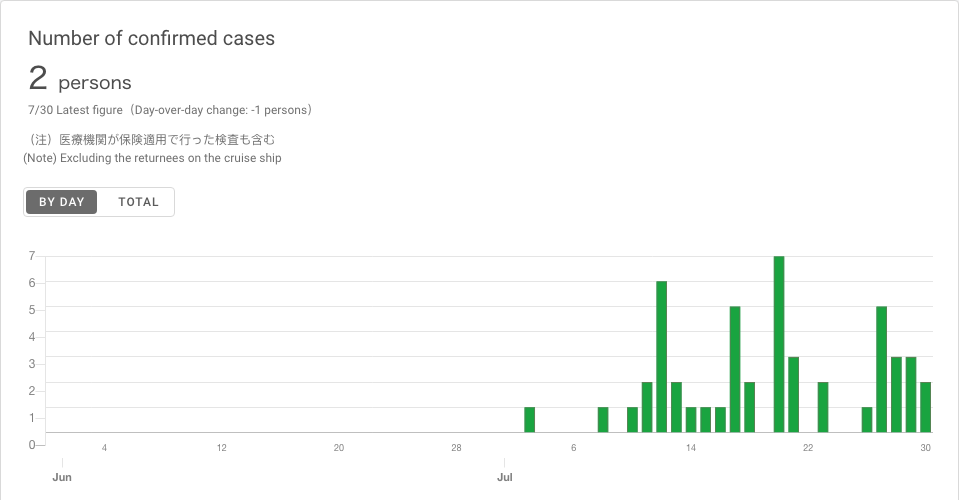 Number of confirmed cases
2 persons
7/30 Latest figure（Day-over-day change: -1 persons）
（注）医療機関が保険適用で行った検査も含む
(Note) Excluding the returnees on the cruise ship
BY DAY TOTAL
7
6
5
4
3
2
1
0
4 12 20 28 6 14 22 30
Jun Jul